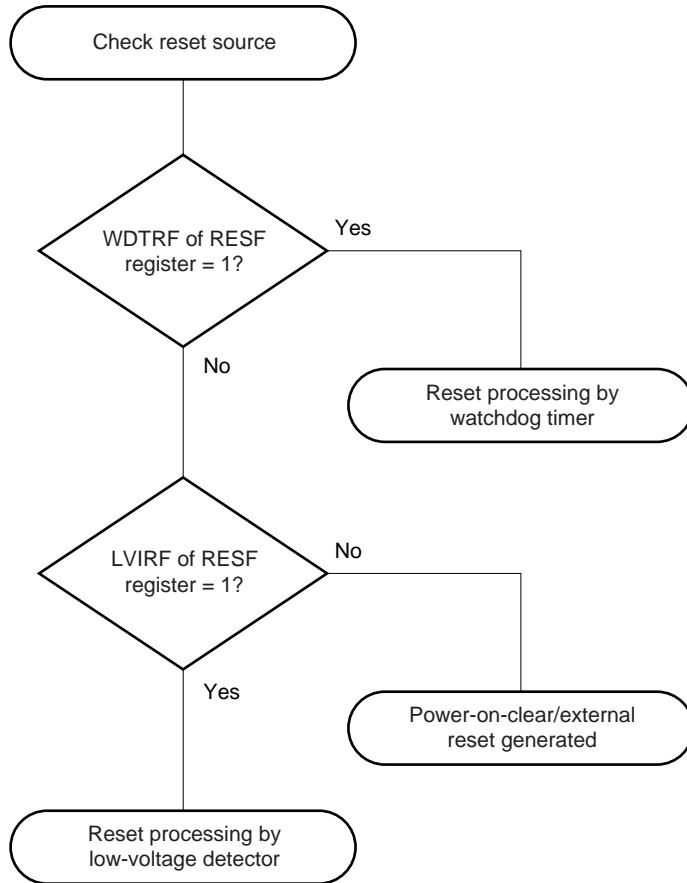 Check reset source
WDTRF of RESF
register = 1?
Yes
No
Reset processing by
watchdog timer
LVIRF of RESF
register = 1?
No
Yes
Power-on-clear/external
reset generated
Reset processing by
low-voltage detector